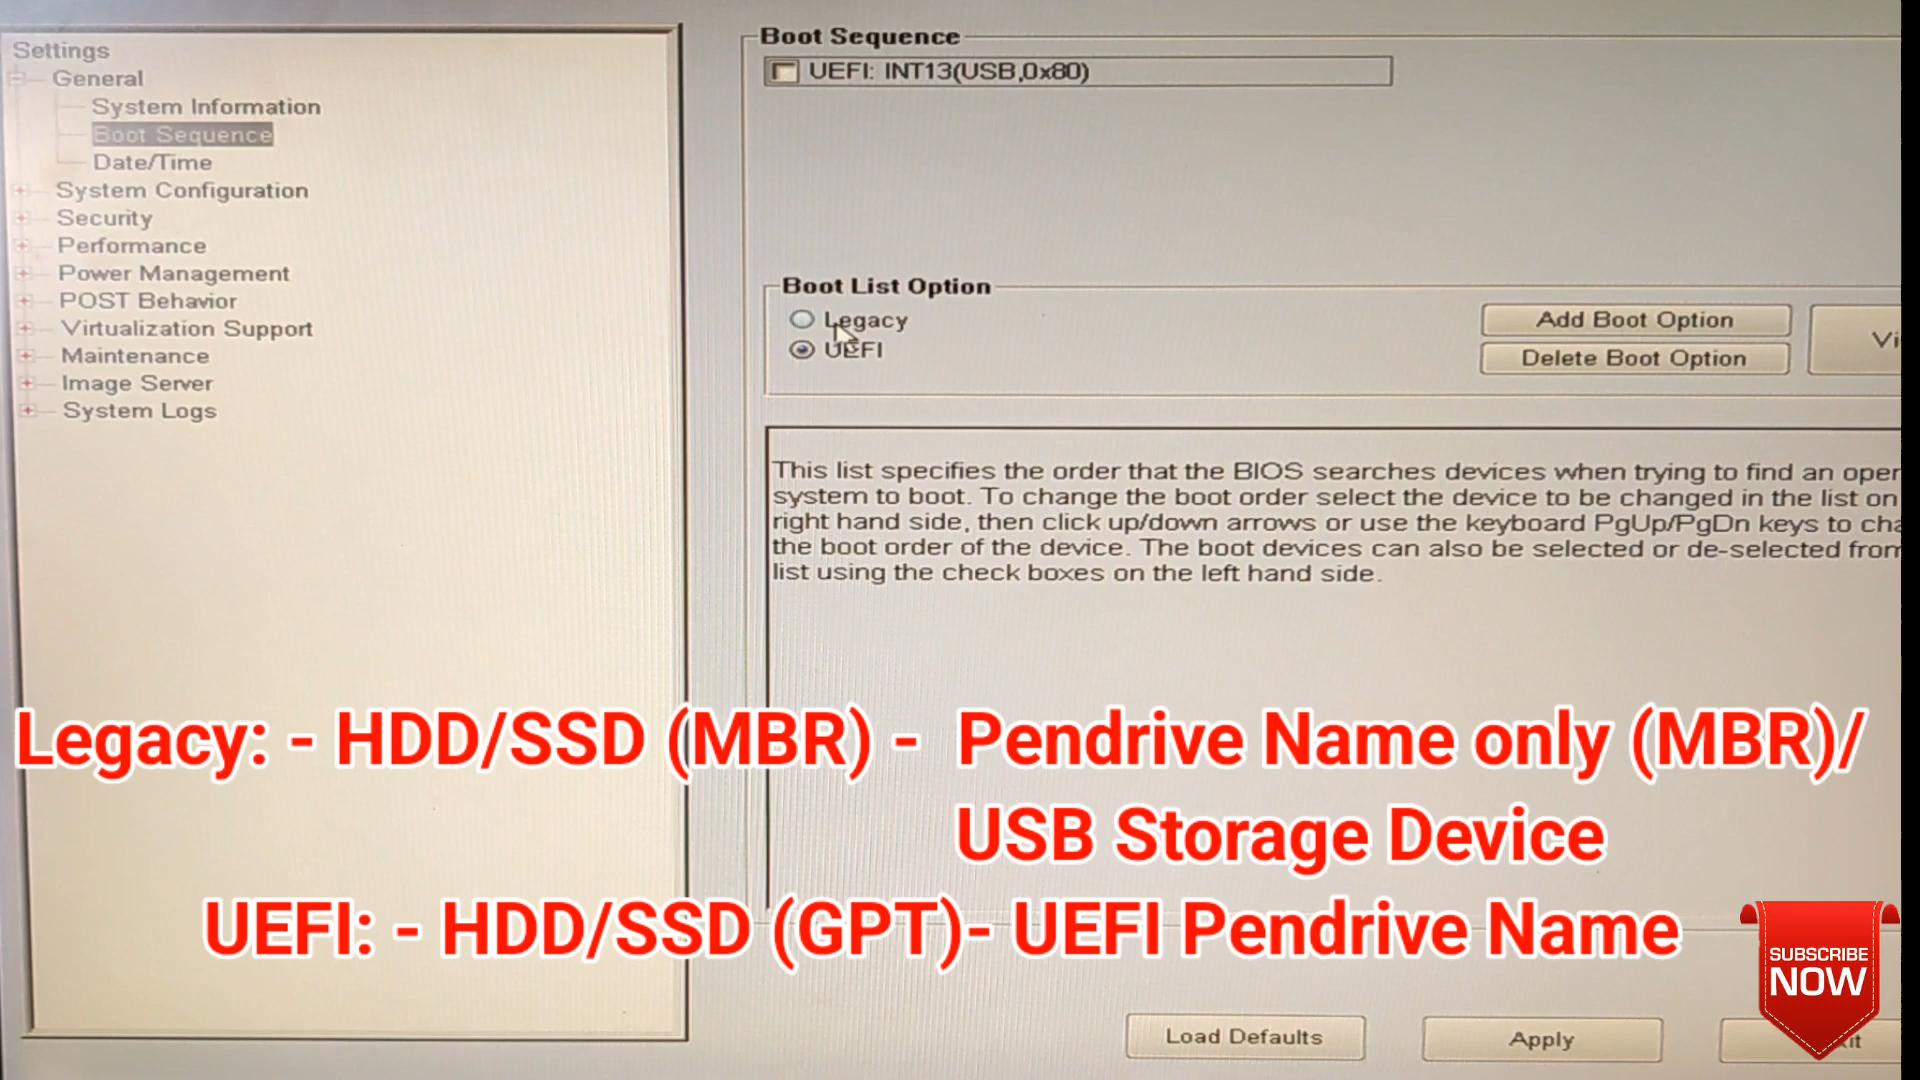 Settings
General
System Information
Boot Sequence
Date/Time
System Configuration
Security
Performance
Power Management
POST Behavior
Virtualization Support
Maintenance
Image Server
System Logs
Boot Sequence
UEFI: INT13(USB,0x80)
Boot List Option
Legacy
UEFI
Add Boot Option
Delete Boot Option
This list specifies the order that the BIOS searches devices when trying to find an oper
system to boot. To change the boot order select the device to be changed in the list on
right hand side, then click up/down arrows or use the keyboard PgUp/PgDn keys to cha
the boot order of the device. The boot devices can also be selected or de-selected from
list using the check boxes on the left hand side.
Legacy: - HDD/SSD (MBR) - Pendrive Name only (MBR)/
USB Storage Device
UEFI: - HDD/SSD (GPT)- UEFI Pendrive Name
SUBSCRIBE
NOW
Load Defaults
Apply